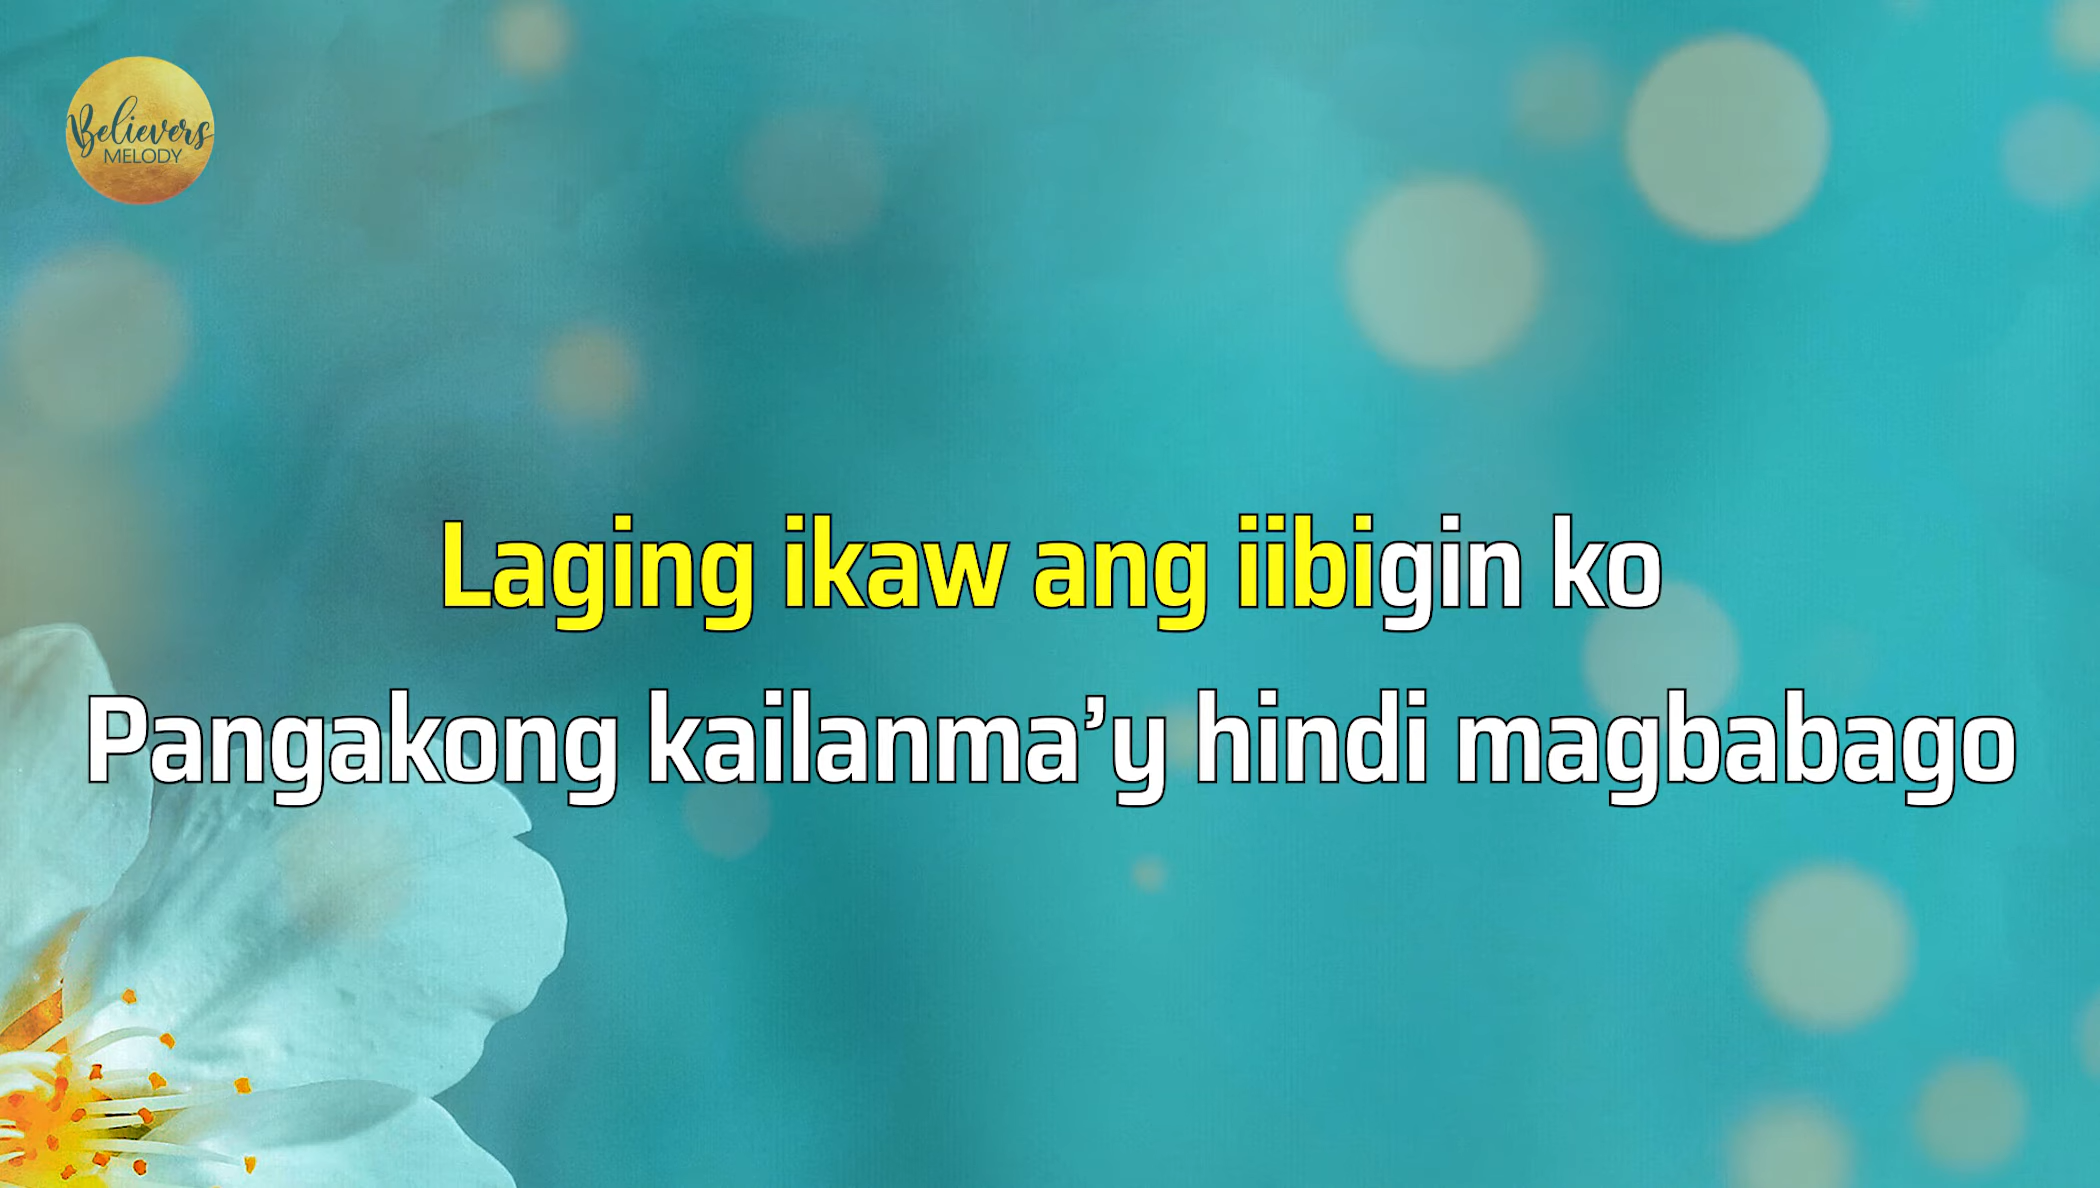 Believers
MELODY
Laging ikaw ang iibigin ko
Pangakong kailanma’y hindi magbabago